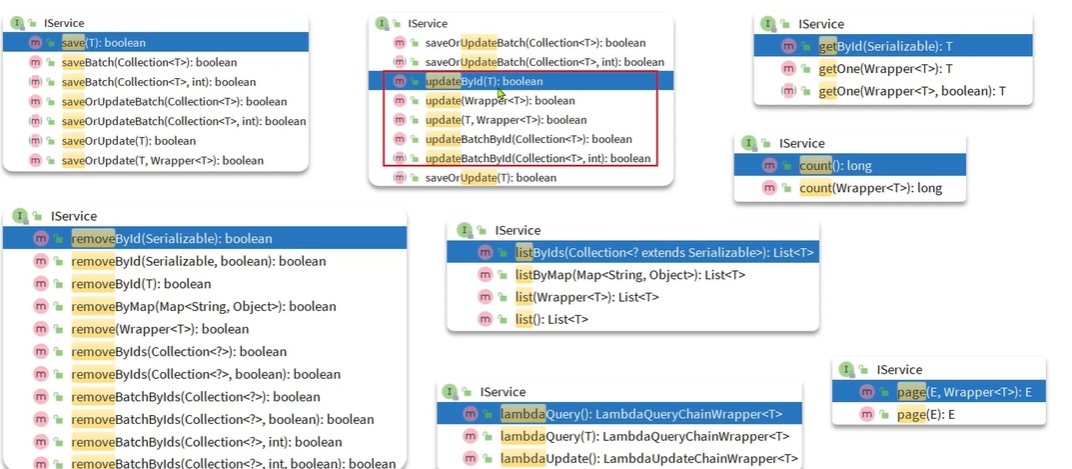 IService
save(T): boolean
saveBatch(Collection<T>): boolean
saveBatch(Collection<T>, int): boolean
saveOrUpdateBatch(Collection<T>): boolean
saveOrUpdateBatch(Collection<T>, int): boolean
saveOrUpdate(T): boolean
saveOrUpdate(T, Wrapper<T>): boolean
IService
saveOrUpdateBatch(Collection<T>): boolean
saveOrUpdateBatch(Collection<T>, int): boolean
updateById(T): boolean
update(Wrapper<T>): boolean
update(T, Wrapper<T>): boolean
updateBatchById(Collection<T>): boolean
updateBatchById(Collection<T>, int): boolean
saveOrUpdate(T): boolean
IService
getById(Serializable): T
getOne(Wrapper<T>): T
getOne(Wrapper<T>, boolean): T
IService
count(): long
count(Wrapper<T>): long
IService
removeById(Serializable): boolean
removeById(Serializable, boolean): boolean
removeById(T): boolean
removeByMap(Map<String, Object>): boolean
remove(Wrapper<T>): boolean
removeByIds(Collection<?>): boolean
removeByIds(Collection<?>, boolean): boolean
removeBatchByIds(Collection<?>): boolean
removeBatchByIds(Collection<?>, boolean): boolean
removeBatchByIds(Collection<?>, int): boolean
removeBatchByIds(Collection<?>, int, boolean): boolean
IService
listByIds(Collection<? extends Serializable>): List<T>
listByMap(Map<String, Object>): List<T>
list(Wrapper<T>): List<T>
list(): List<T>
IService
lambdaQuery(): LambdaQueryChainWrapper<T>
lambdaQuery(T): LambdaQueryChainWrapper<T>
lambdaUpdate(): LambdaUpdateChainWrapper<T>
IService
page(E, Wrapper<T>): E
page(E): E